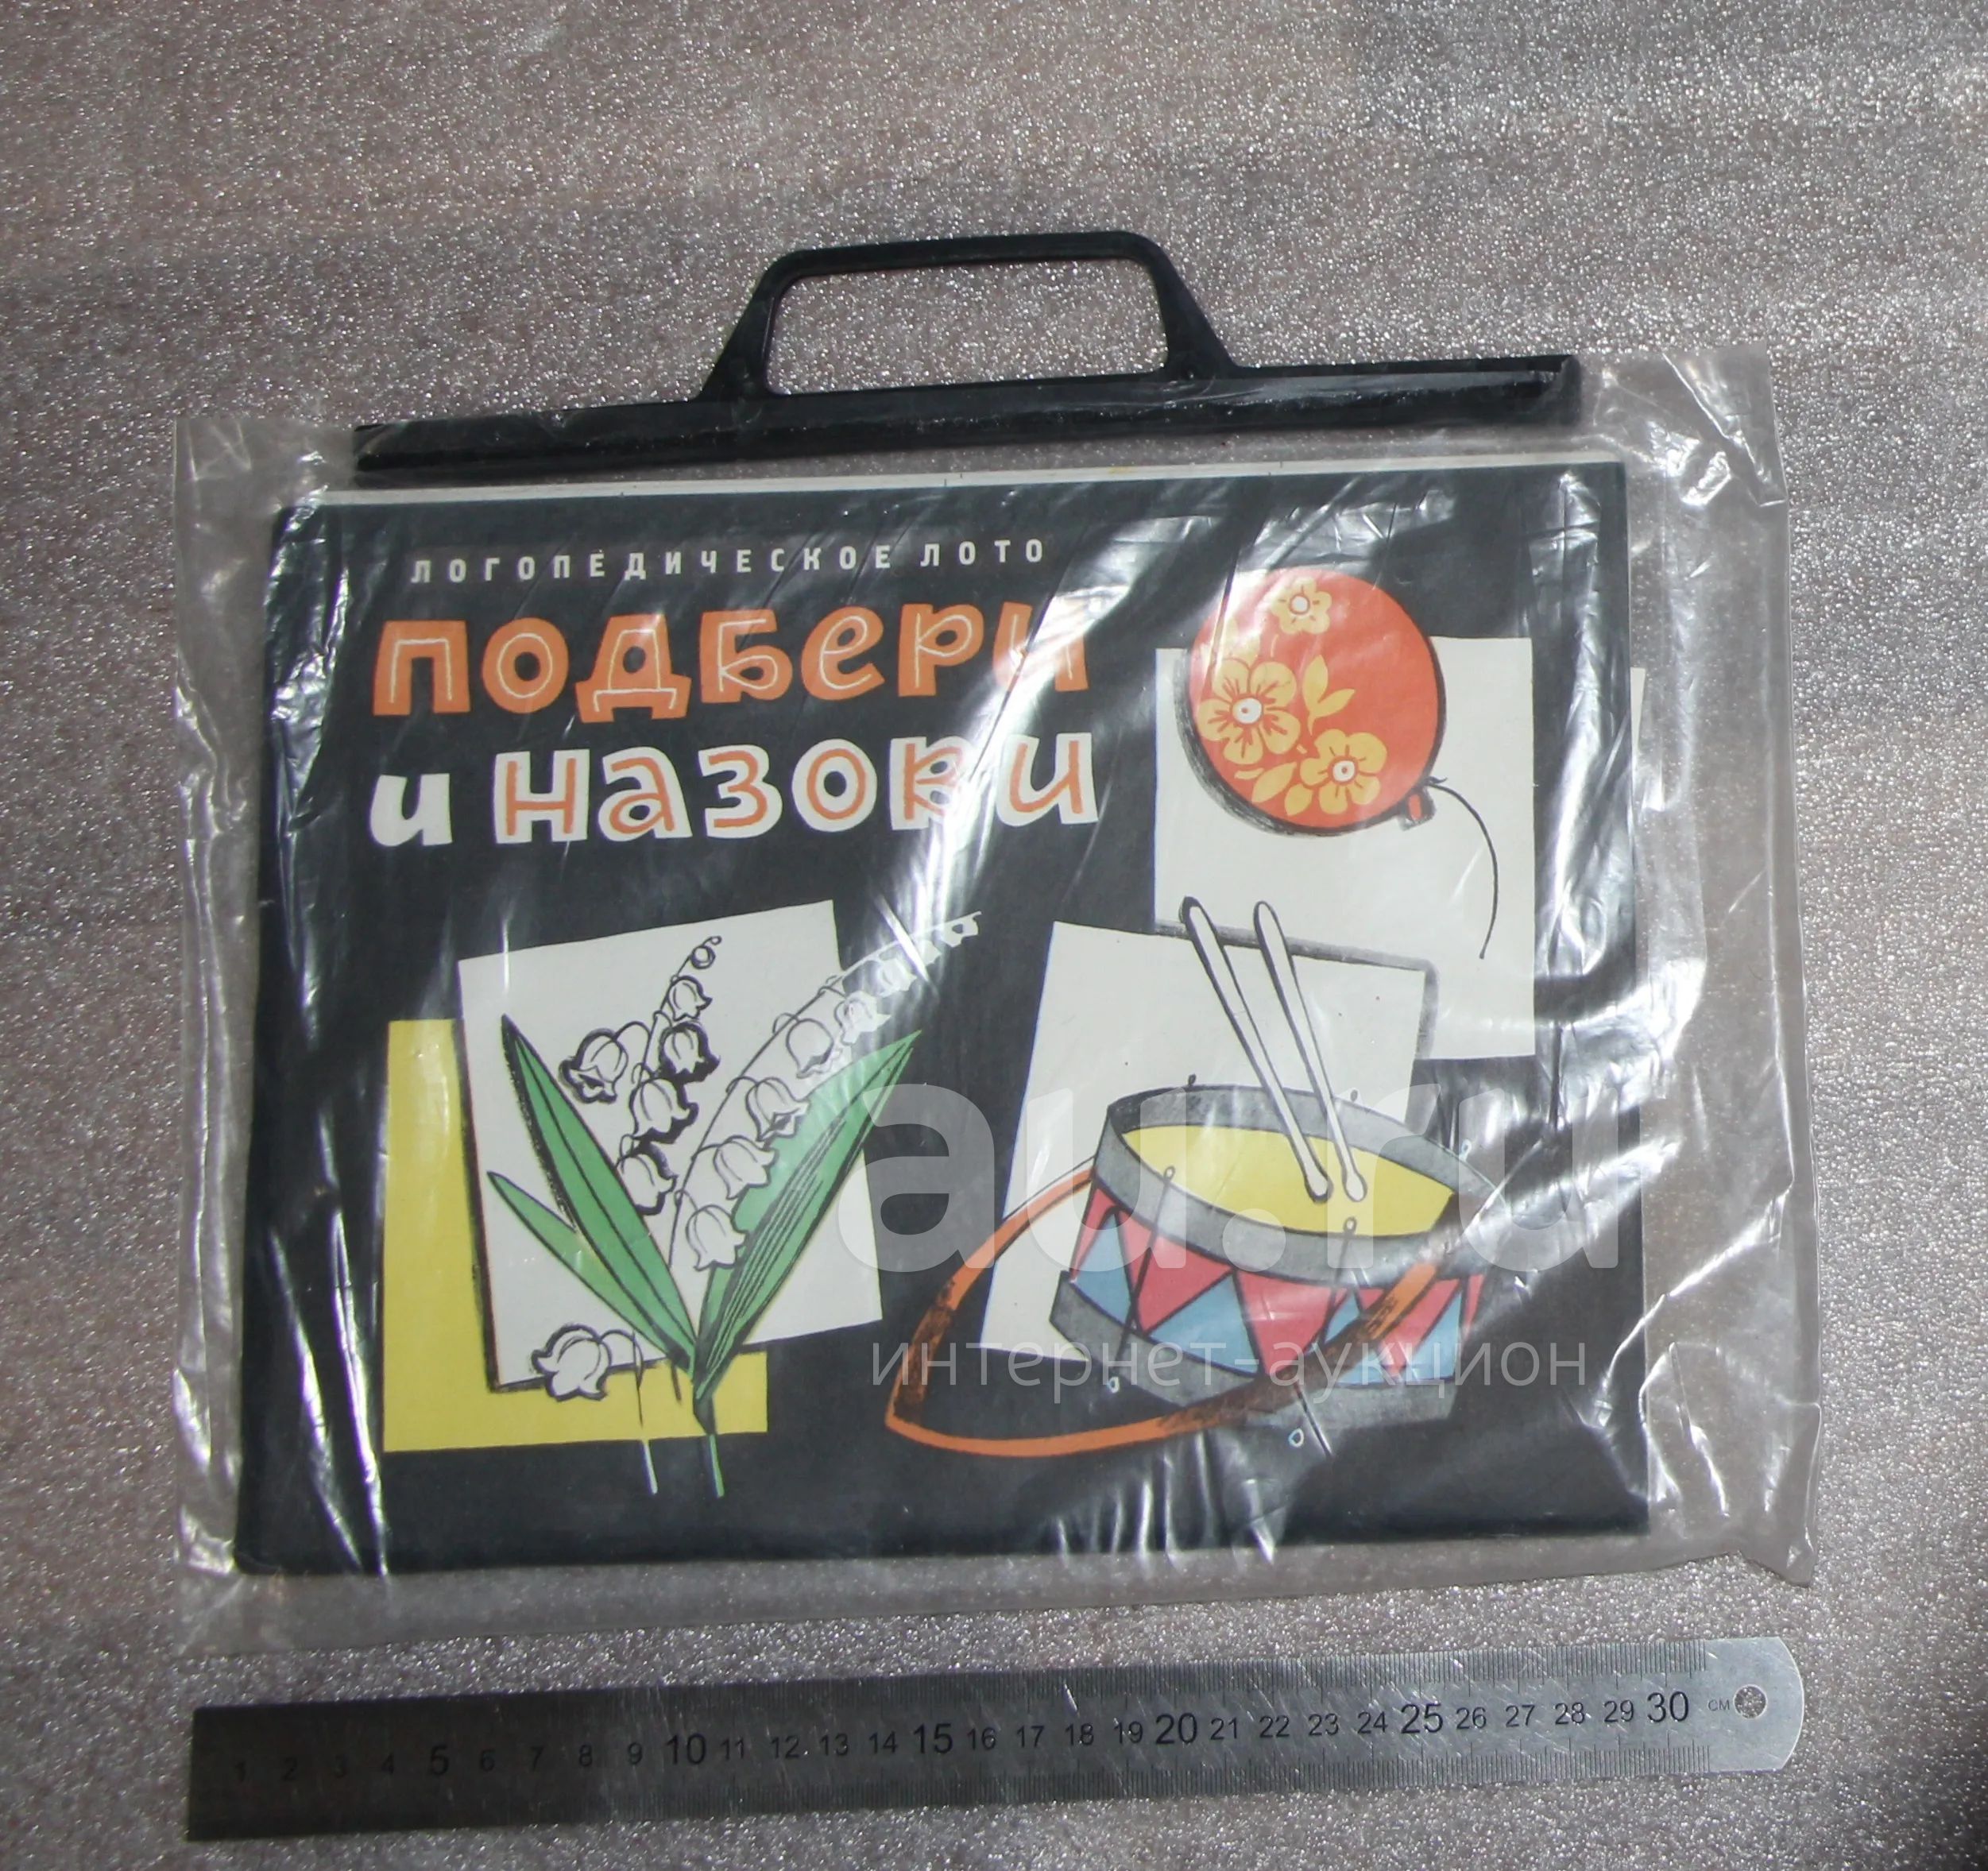 ЛОГОПЕДИЧЕСКОЕ ЛОТО
ПОДБЕРИ
И НАЗОВИ
au.ru
интернет-аукцион
1 2 3 4 5 6 7 8 9 10 11 12 13 14 15 16 17 18 19 20 21 22 23 24 25 26 27 28 29 30 см